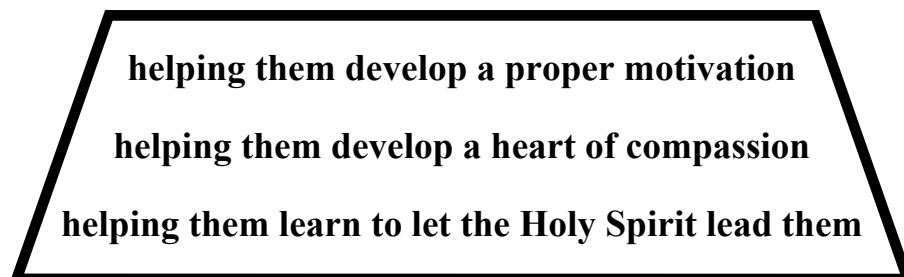 helping them develop a proper motivation
helping them develop a heart of compassion
helping them learn to let the Holy Spirit lead them